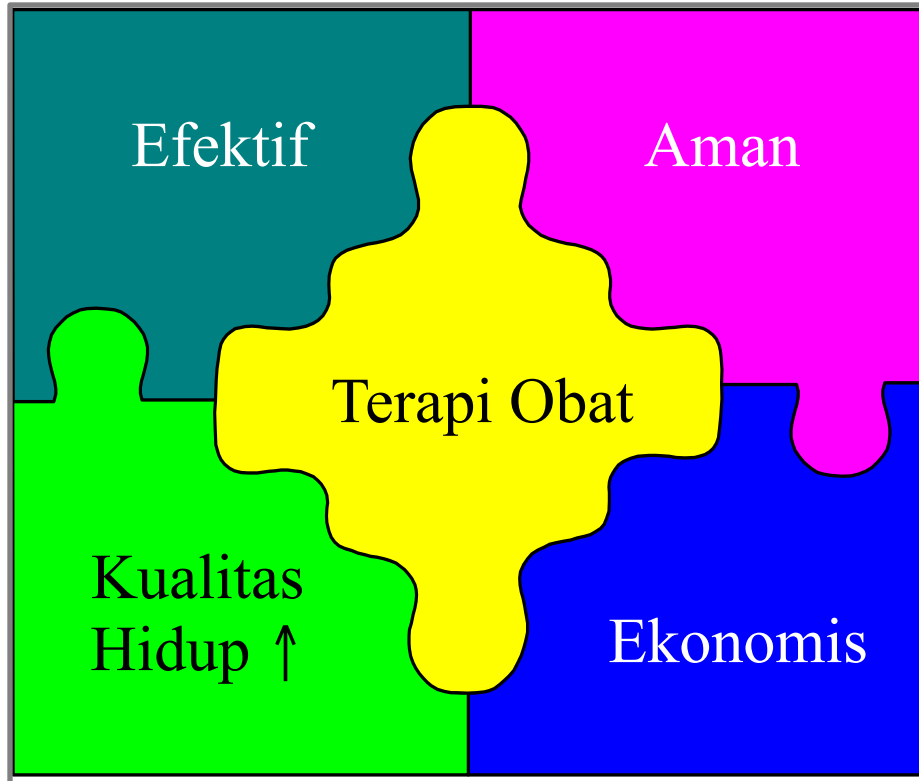 Efektif
Aman
Terapi Obat
Kualitas
Hidup ↑
Ekonomis